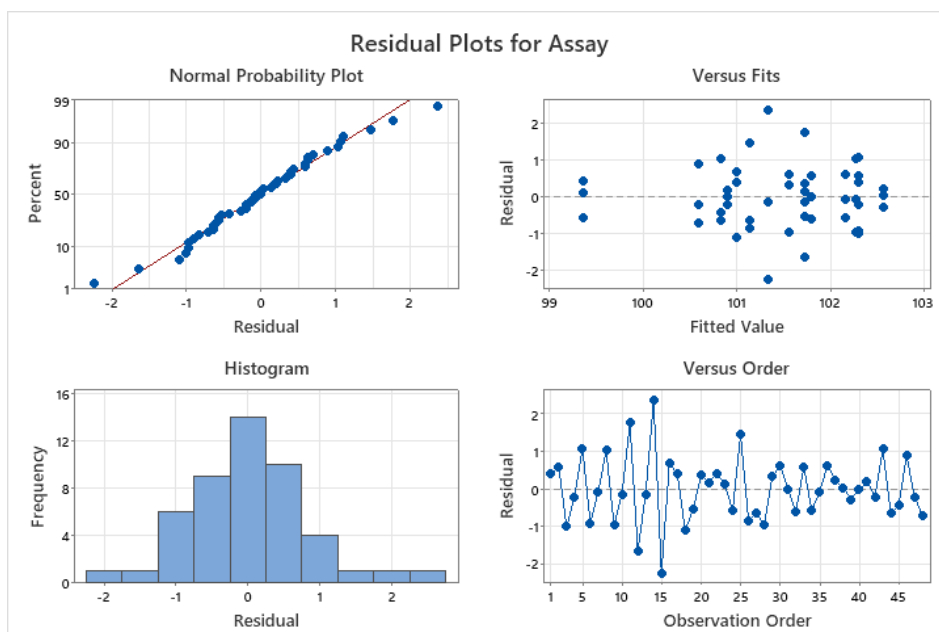 Residual Plots for Assay
Normal Probability Plot
99
90
50
10
1
Percent
-2 -1 0 1 2
Residual
Versus Fits
2
1
0
-1
-2
Residual
99 100 101 102 103
Fitted Value
Histogram
16
12
8
4
0
Frequency
-2 -1 0 1 2
Residual
Versus Order
2
1
0
-1
-2
Residual
1 5 10 15 20 25 30 35 40 45
Observation Order